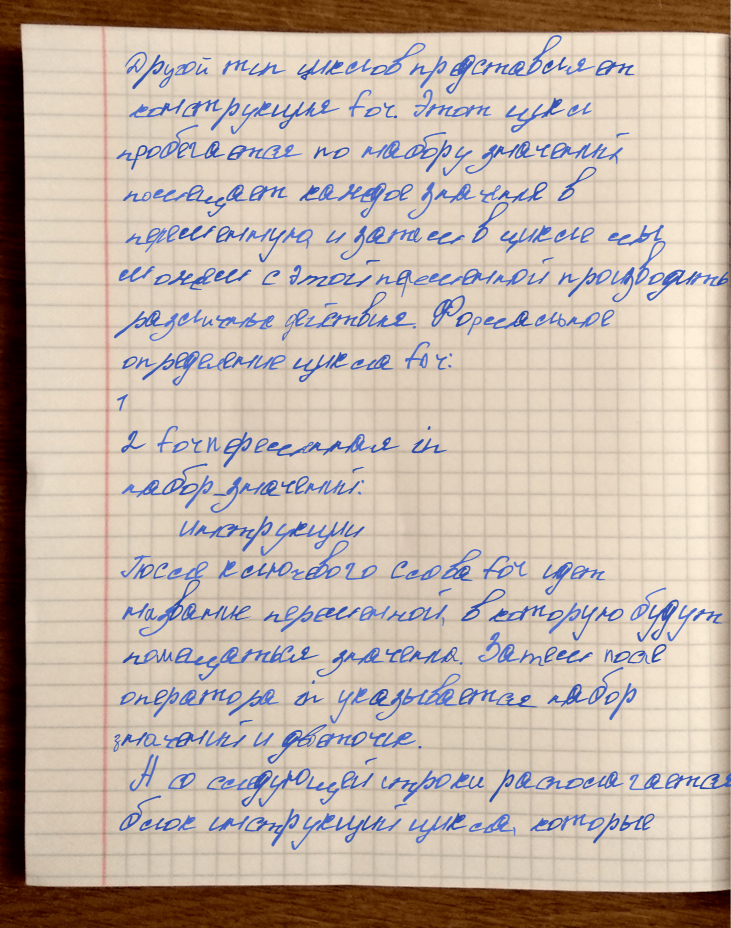 Другой тип циклов представляет
конструкция for. Этот цикл
пробегается по набору значений,
помещает каждое значение в
переменную, и затем в цикле мы
можем с этой переменной производить
различные действия. Формальное
определение цикла for:
1
2 for переменная in
набор_значений:
инструкции
После ключевого слова for идет
название переменной, в которую будут
помещаться значения. Затем после
оператора in указывается набор
значений и двоеточие.
А со следующей строки располагается
блок инструкций цикла, которые